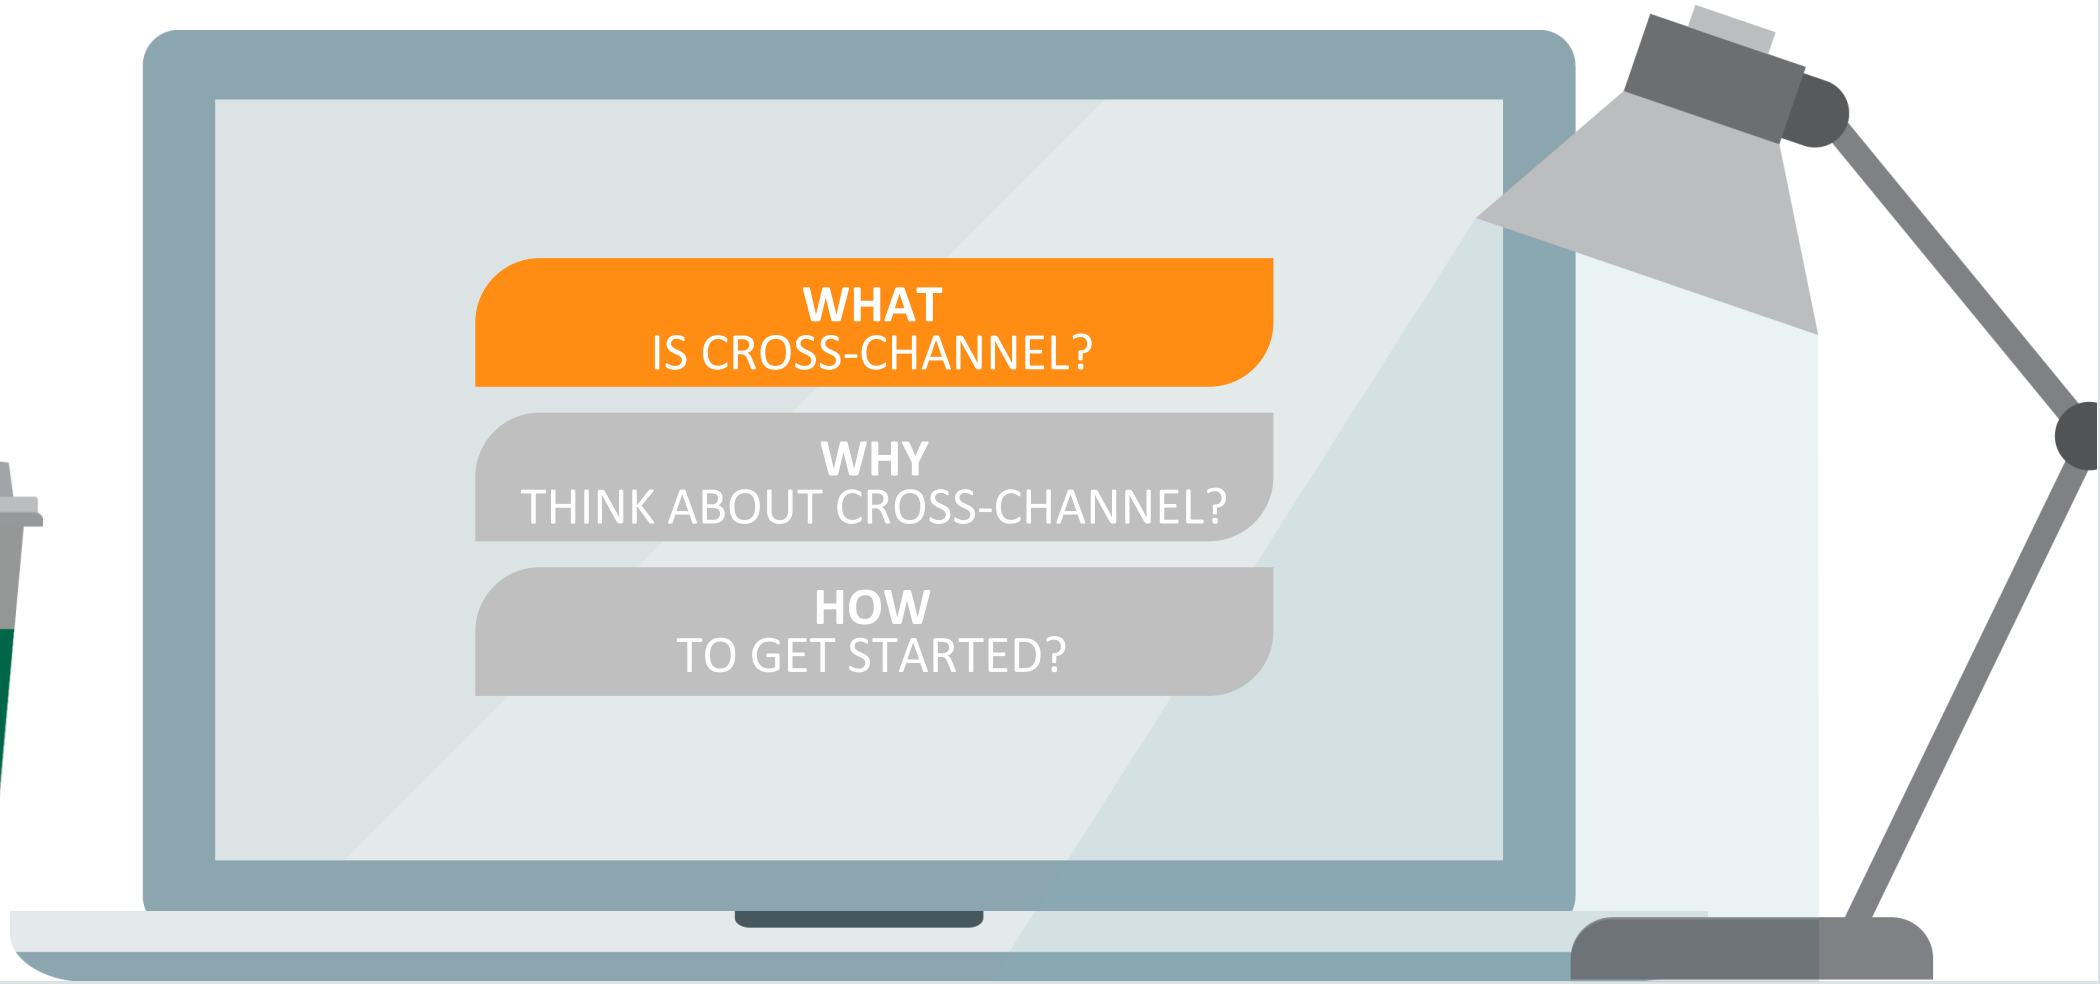 WHAT
IS CROSS-CHANNEL?
WHY
THINK ABOUT CROSS-CHANNEL?
HOW
TO GET STARTED?